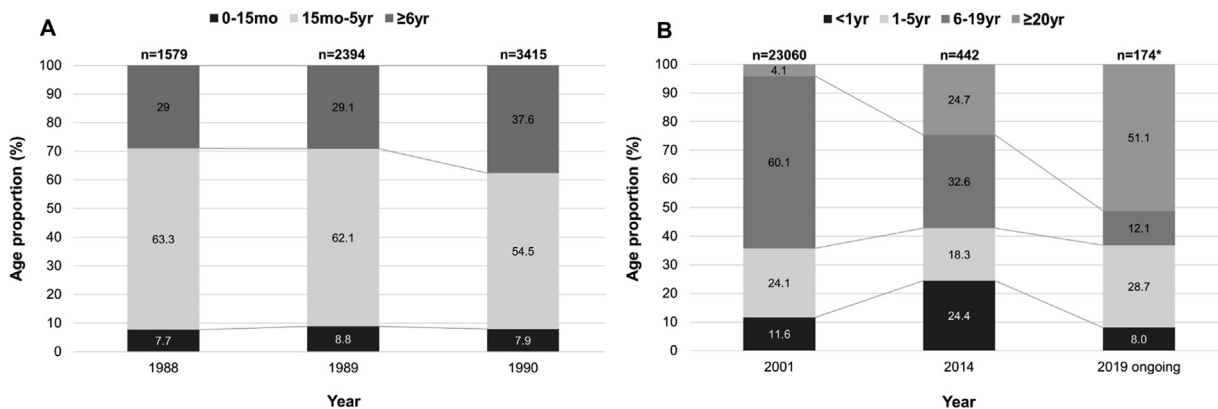 A
■ 0-15mo ■ 15mo-5yr ■ ≥6yr
n=1579 n=2394 n=3415
100
90
80
70
60
50
40
30
20
10
0
Age proportion (%)
29 29.1 37.6
63.3 62.1 54.5
7.7 8.8 7.9
1988 1989 1990
Year
B
■ <1yr ■ 1-5yr ■ 6-19yr ■ ≥20yr
n=23060 n=442 n=174*
100
90
80
70
60
50
40
30
20
10
0
Age proportion (%)
4.1 24.7 51.1
60.1 32.6 12.1
24.1 18.3 28.7
11.6 24.4 8.0
2001 2014 2019 ongoing
Year